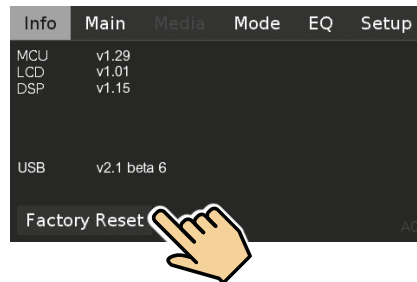 Info Main Media Mode EQ Setup
MCU v1.29
LCD v1.01
DSP v1.15
USB v2.1 beta 6
Factory Reset